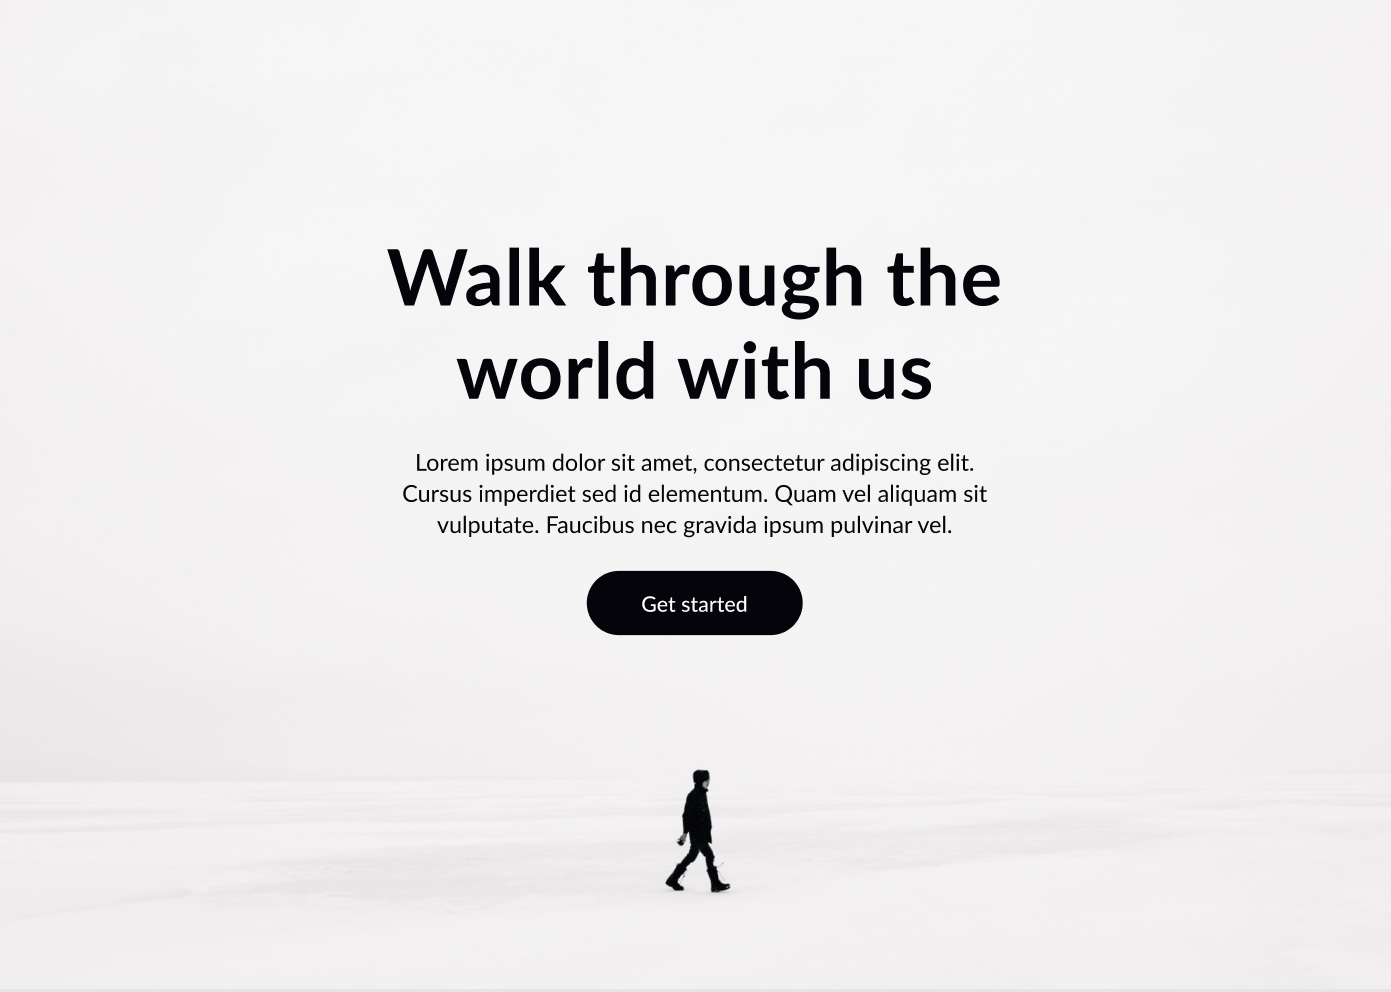 Walk through the
world with us
Lorem ipsum dolor sit amet, consectetur adipiscing elit.
Cursus imperdiet sed id elementum. Quam vel aliquam sit
vulputate. Faucibus nec gravida ipsum pulvinar vel.
Get started